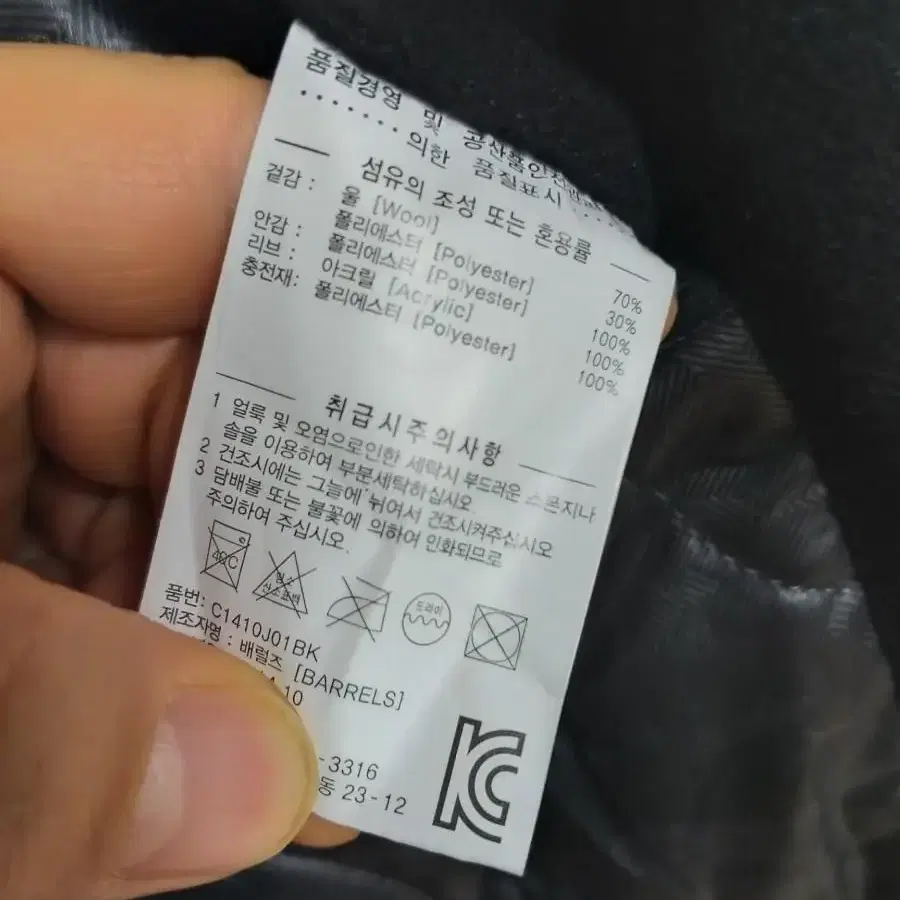 품질경영 및 공산품안전
의한 품질표시
섬유의 조성 또는 혼용률
겉감 : 울 [Wool] 70%
폴리에스터 [Polyester] 30%
안감 : 폴리에스터 [Polyester] 100%
리브 : 아크릴 [Acrylic] 100%
충전재: 폴리에스터 [Polyester] 100%
취급시주의사항
1 얼룩 및 오염으로인한 세탁시 부드러운 스폰지나
솔을 이용하여 부분세탁하십시오.
2 건조시에는 그늘에 뉘어서 건조시켜주십시오
3 담배불 또는 불꽃에 의하여 인화되므로
주의하여 주십시오.
40C
염소
산소표백
드라이
품번: C1410J01BK
제조자명 : 배럴즈 [BARRELS]
10
-3316
동 23-12
KC